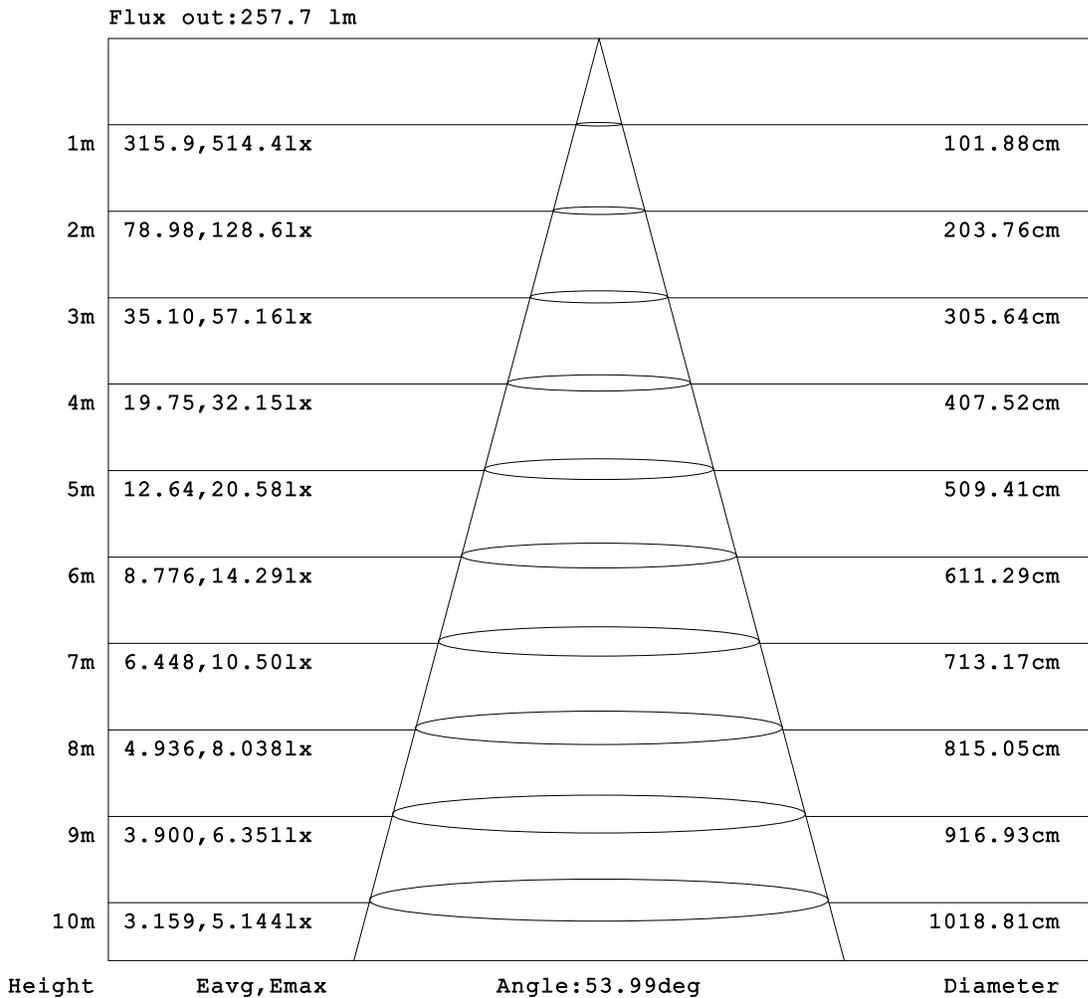 Flux out:257.7 lm
1m 315.9,514.4lx 101.88cm
2m 78.98,128.6lx 203.76cm
3m 35.10,57.16lx 305.64cm
4m 19.75,32.15lx 407.52cm
5m 12.64,20.58lx 509.41cm
6m 8.776,14.29lx 611.29cm
7m 6.448,10.50lx 713.17cm
8m 4.936,8.038lx 815.05cm
9m 3.900,6.351lx 916.93cm
10m 3.159,5.144lx 1018.81cm
Height Eavg,Emax Angle:53.99deg Diameter